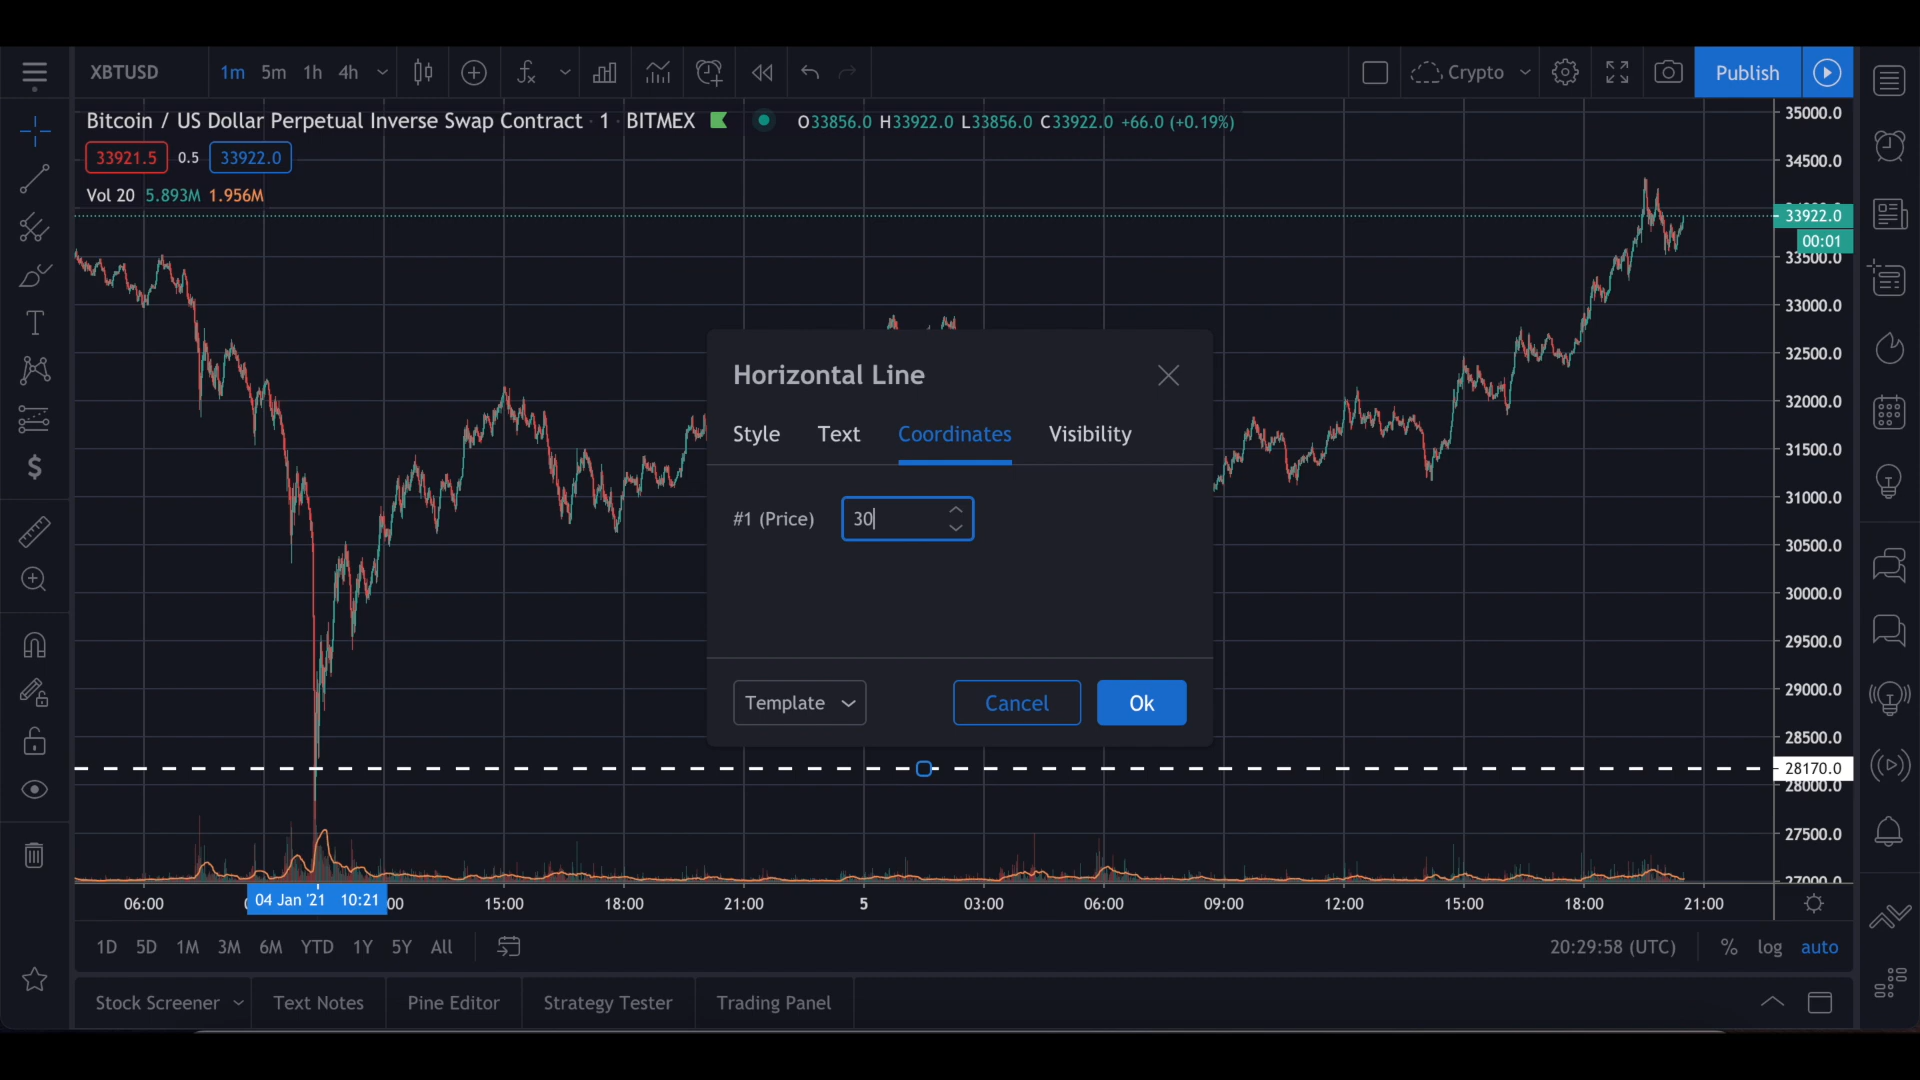 XBTUSD 1m 5m 1h 4h Crypto Publish
Bitcoin / US Dollar Perpetual Inverse Swap Contract · 1 · BITMEX O33856.0 H33922.0 L33856.0 C33922.0 +66.0 (+0.19%)
33921.5 0.5 33922.0
Vol 20 5.893M 1.956M
35000.0
34500.0
33922.0
00:01
33500.0
33000.0
32500.0
32000.0
31500.0
31000.0
30500.0
30000.0
29500.0
29000.0
28500.0
28170.0
28000.0
27500.0
27000.0
Horizontal Line
Style Text Coordinates Visibility
#1 (Price) 30
Template Cancel Ok
06:00 04 Jan '21 10:21 15:00 18:00 21:00 5 03:00 06:00 09:00 12:00 15:00 18:00 21:00
1D 5D 1M 3M 6M YTD 1Y 5Y All 20:29:58 (UTC) % log auto
Stock Screener Text Notes Pine Editor Strategy Tester Trading Panel